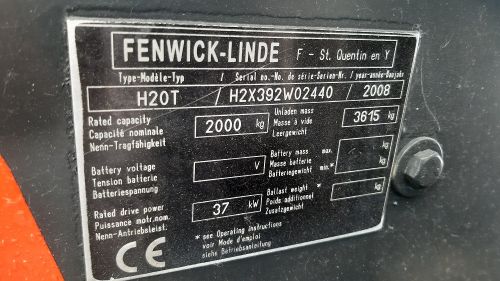 FENWICK-LINDE F - St. Quentin en Y
Type-Modèle-Typ / Serial no.-No. de série-Serien-Nr. / year-année-Baujahr
H20T / H2X392W02440 / 2008
Rated capacity
Capacité nominale
Nenn-Tragfähigkeit
2000 kg
Unladen mass
Masse à vide
Leergewicht
3615 kg
Battery voltage
Tension batterie
Batteriespannung
V
Battery mass max.
Masse batterie
Batteriegewicht min.*
kg
kg
Rated drive power
Puissance motr.nom.
Nenn-Antriebsleist.
37 kW
Ballast weight *
Poids additionnel
Zusatzgewicht
kg
CE
* see Operating instructions
voir Mode d'emploi
siehe Betriebsanleitung